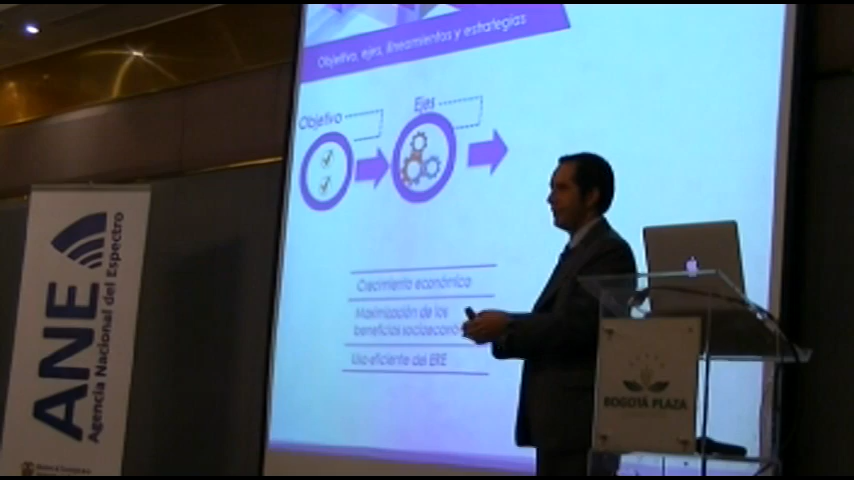 Objetivo, ejes, lineamientos y estrategias
Objetivo
Ejes
Crecimiento económico
Maximización de los
beneficios
Uso eficiente del ERE
ANE
Agencia Nacional del Espectro
BOGOTÁ PLAZA